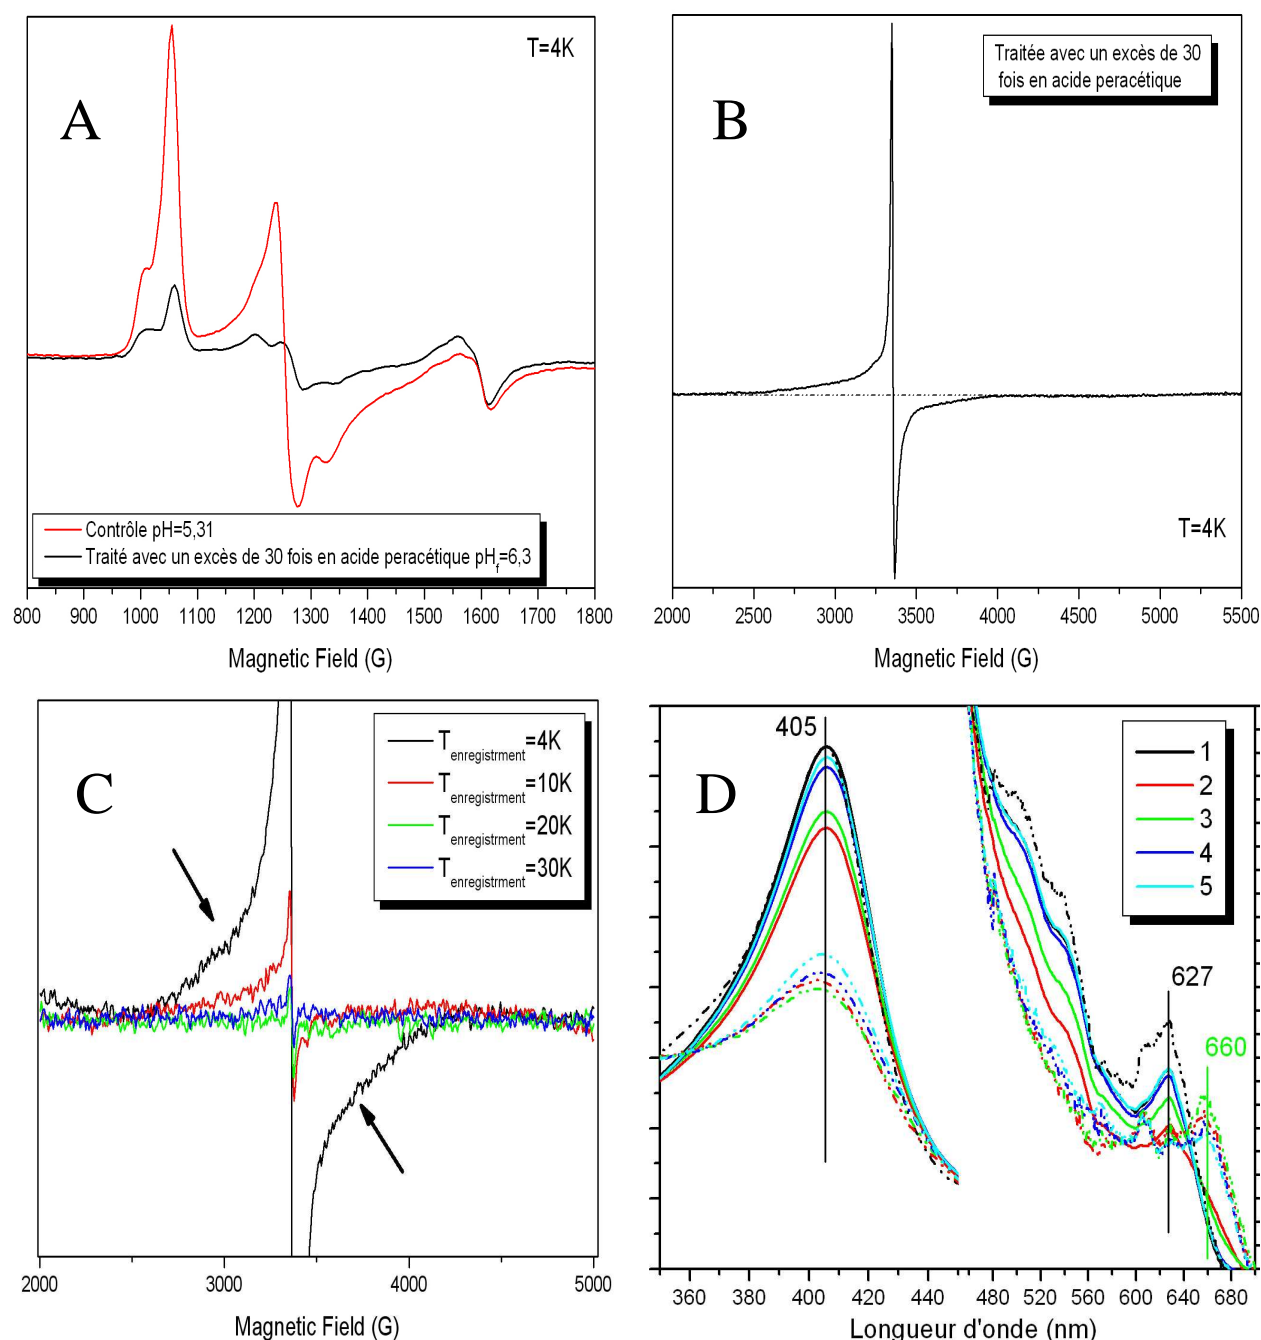 T=4K
A
Contrôle pH=5,31
Traité avec un excès de 30 fois en acide peracétique pHf=6,3
800 900 1000 1100 1200 1300 1400 1500 1600 1700 1800
Magnetic Field (G)
Traitée avec un excès de 30
fois en acide peracétique
B
T=4K
2000 2500 3000 3500 4000 4500 5000 5500
Magnetic Field (G)
C
Tenregistrment=4K
Tenregistrment=10K
Tenregistrment=20K
Tenregistrment=30K
2000 3000 4000 5000
Magnetic Field (G)
405
D
1
2
3
4
5
627
660
360 380 400 420 440 480 520 560 600 640 680
Longueur d'onde (nm)